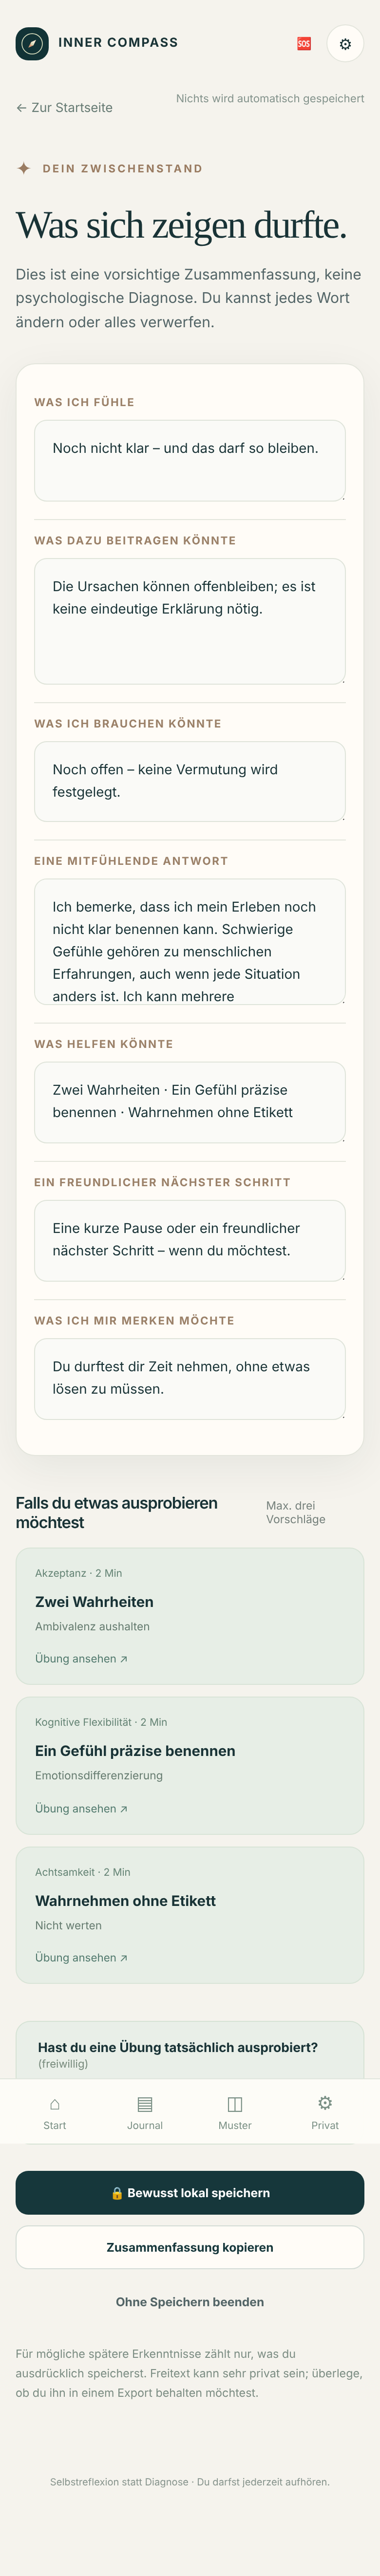 INNER COMPASS
SOS
← Zur Startseite
Nichts wird automatisch gespeichert
DEIN ZWISCHENSTAND
Was sich zeigen durfte.
Dies ist eine vorsichtige Zusammenfassung, keine
psychologische Diagnose. Du kannst jedes Wort
ändern oder alles verwerfen.
WAS ICH FÜHLE
Noch nicht klar – und das darf so bleiben.
WAS DAZU BEITRAGEN KÖNNTE
Die Ursachen können offenbleiben; es ist
keine eindeutige Erklärung nötig.
WAS ICH BRAUCHEN KÖNNTE
Noch offen – keine Vermutung wird
festgelegt.
EINE MITFÜHLENDE ANTWORT
Ich bemerke, dass ich mein Erleben noch
nicht klar benennen kann. Schwierige
Gefühle gehören zu menschlichen
Erfahrungen, auch wenn jede Situation
anders ist. Ich kann mehrere
WAS HELFEN KÖNNTE
Zwei Wahrheiten · Ein Gefühl präzise
benennen · Wahrnehmen ohne Etikett
EIN FREUNDLICHER NÄCHSTER SCHRITT
Eine kurze Pause oder ein freundlicher
nächster Schritt – wenn du möchtest.
WAS ICH MIR MERKEN MÖCHTE
Du durftest dir Zeit nehmen, ohne etwas
lösen zu müssen.
Falls du etwas ausprobieren
möchtest
Max. drei
Vorschläge
Akzeptanz · 2 Min
Zwei Wahrheiten
Ambivalenz aushalten
Übung ansehen ↗
Kognitive Flexibilität · 2 Min
Ein Gefühl präzise benennen
Emotionsdifferenzierung
Übung ansehen ↗
Achtsamkeit · 2 Min
Wahrnehmen ohne Etikett
Nicht werten
Übung ansehen ↗
Hast du eine Übung tatsächlich ausprobiert?
(freiwillig)
Start
Journal
Muster
Privat
🔒 Bewusst lokal speichern
Zusammenfassung kopieren
Ohne Speichern beenden
Für mögliche spätere Erkenntnisse zählt nur, was du
ausdrücklich speicherst. Freitext kann sehr privat sein; überlege,
ob du ihn in einem Export behalten möchtest.
Selbstreflexion statt Diagnose · Du darfst jederzeit aufhören.